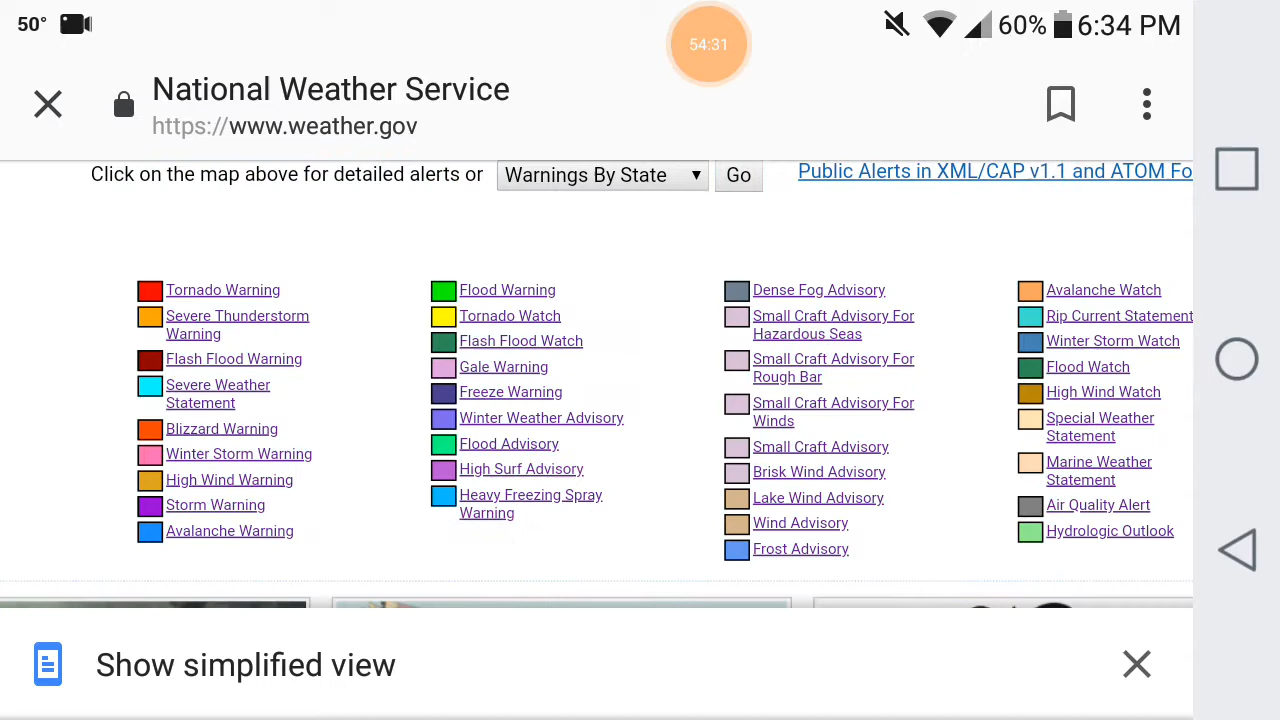 50°
54:31
60%
6:34 PM
National Weather Service
https://www.weather.gov
Click on the map above for detailed alerts or
Warnings By State
Go
Public Alerts in XML/CAP v1.1 and ATOM Fo
Tornado Warning
Severe Thunderstorm
Warning
Flash Flood Warning
Severe Weather
Statement
Blizzard Warning
Winter Storm Warning
High Wind Warning
Storm Warning
Avalanche Warning
Flood Warning
Tornado Watch
Flash Flood Watch
Gale Warning
Freeze Warning
Winter Weather Advisory
Flood Advisory
High Surf Advisory
Heavy Freezing Spray
Warning
Dense Fog Advisory
Small Craft Advisory For
Hazardous Seas
Small Craft Advisory For
Rough Bar
Small Craft Advisory For
Winds
Small Craft Advisory
Brisk Wind Advisory
Lake Wind Advisory
Wind Advisory
Frost Advisory
Avalanche Watch
Rip Current Statement
Winter Storm Watch
Flood Watch
High Wind Watch
Special Weather
Statement
Marine Weather
Statement
Air Quality Alert
Hydrologic Outlook
Show simplified view